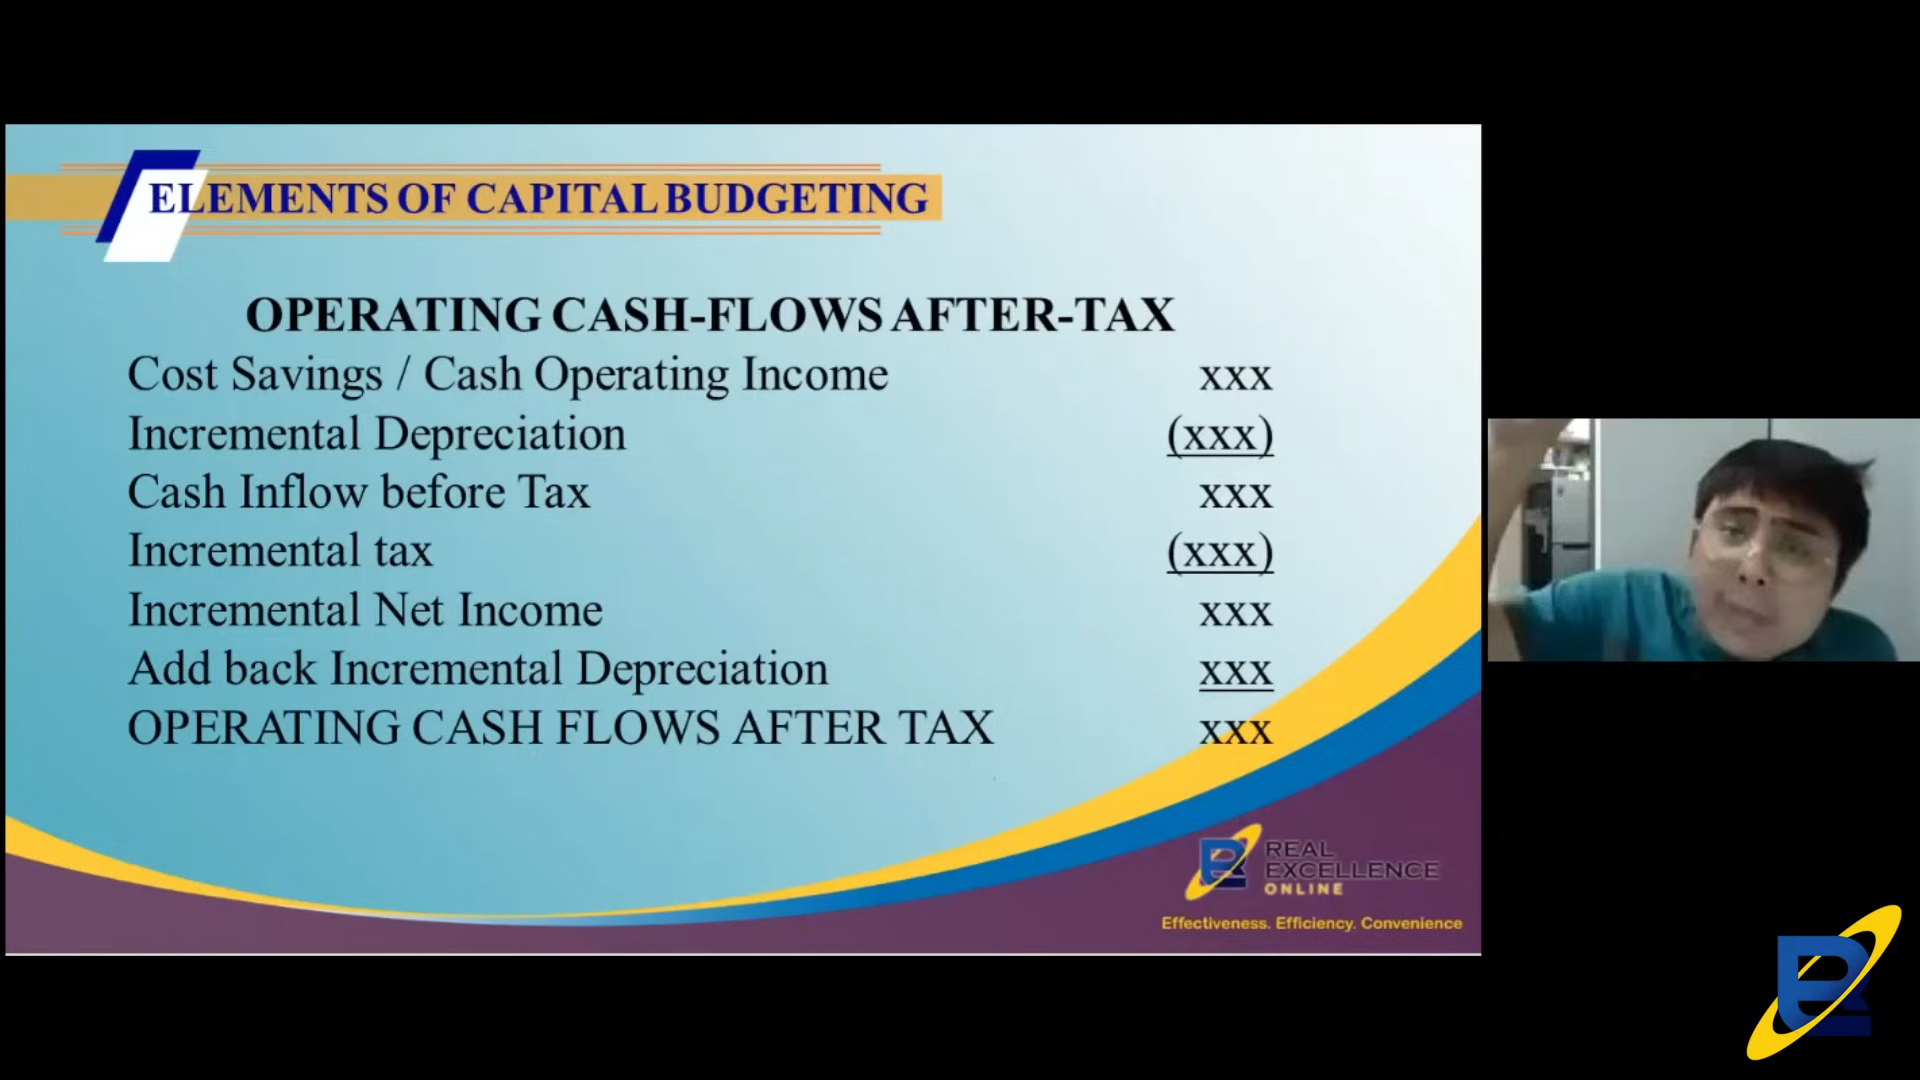 ELEMENTS OF CAPITAL BUDGETING
OPERATING CASH-FLOWS AFTER-TAX
Cost Savings / Cash Operating Income xxx
Incremental Depreciation (xxx)
Cash Inflow before Tax xxx
Incremental tax (xxx)
Incremental Net Income xxx
Add back Incremental Depreciation xxx
OPERATING CASH FLOWS AFTER TAX xxx
REAL
EXCELLENCE
ONLINE
Effectiveness. Efficiency. Convenience